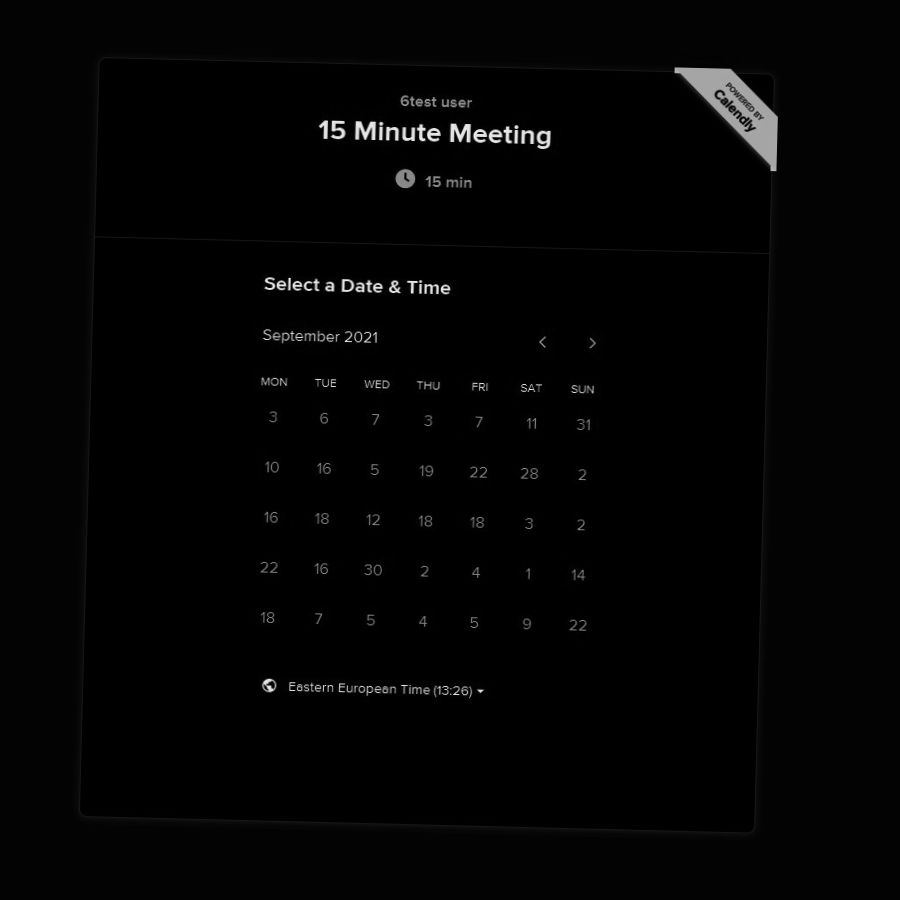 POWERED BY
Calendly
6test user
15 Minute Meeting
15 min
Select a Date & Time
September 2021
MON TUE WED THU FRI SAT SUN
3 6 7 3 7 11 31
10 16 5 19 22 28 2
16 18 12 18 18 3 2
22 16 30 2 4 1 14
18 7 5 4 5 9 22
Eastern European Time (13:26)